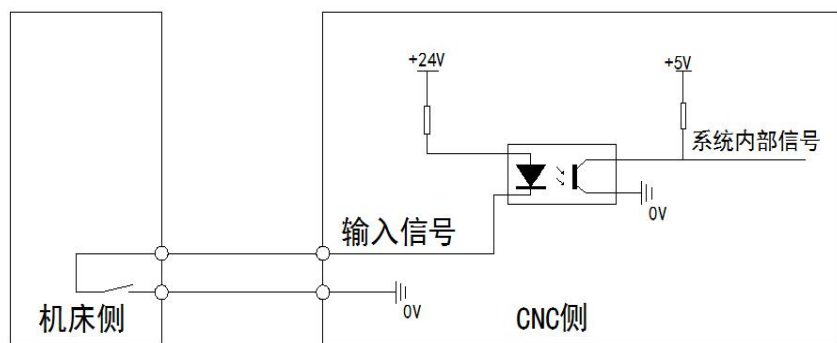 +24V
+5V
系统内部信号
0V
输入信号
0V
机床侧
CNC侧